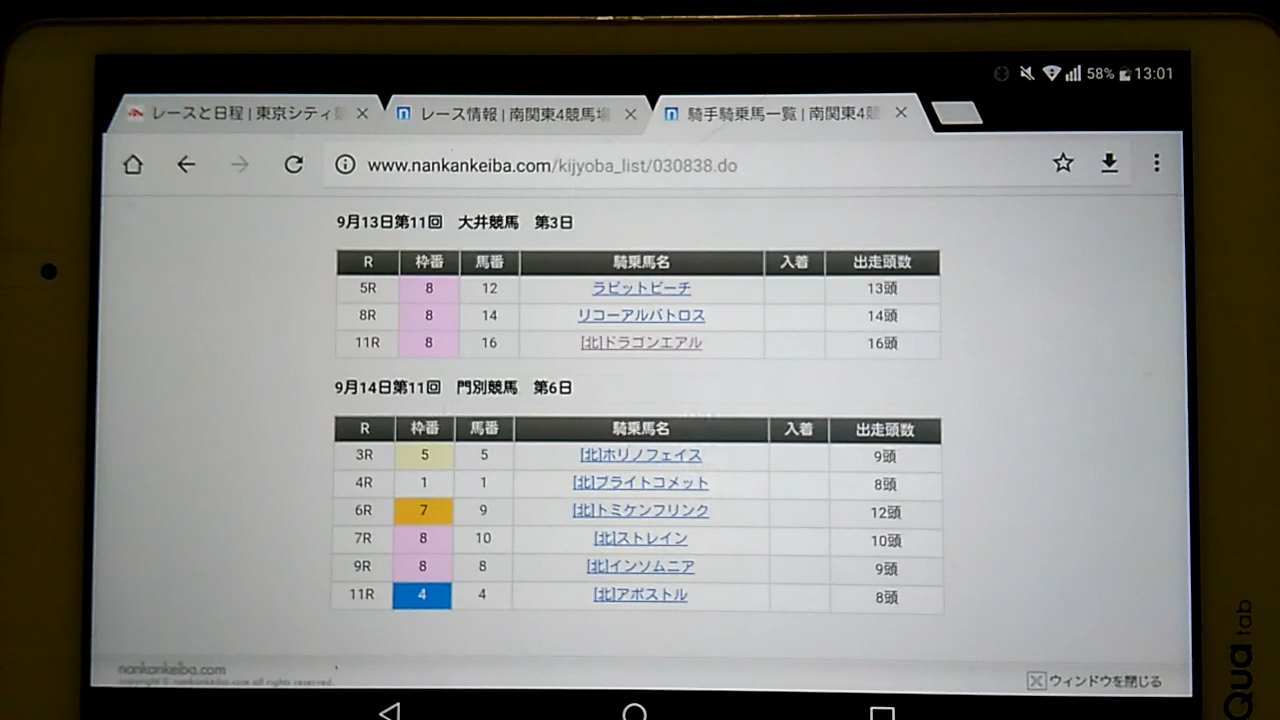 58% 13:01
レースと日程 | 東京シティ競
レース情報 | 南関東4競馬場
騎手騎乗馬一覧 | 南関東4競
www.nankankeiba.com/kijyoba_list/030838.do
9月13日第11回 大井競馬 第3日
R 枠番 馬番 騎乗馬名 入着 出走頭数
5R 8 12 ラビットビーチ 13頭
8R 8 14 リコーアルバトロス 14頭
11R 8 16 [北]ドラゴンエアル 16頭
9月14日第11回 門別競馬 第6日
R 枠番 馬番 騎乗馬名 入着 出走頭数
3R 5 5 [北]ホリノフェイス 9頭
4R 1 1 [北]ブライトコメット 8頭
6R 7 9 [北]トミケンフリンク 12頭
7R 8 10 [北]ストレイン 10頭
9R 8 8 [北]インソムニア 9頭
11R 4 4 [北]アポストル 8頭
nankankeiba.com
copyright © nankankeiba.com all rights reserved.
ウィンドウを閉じる
Qua tab